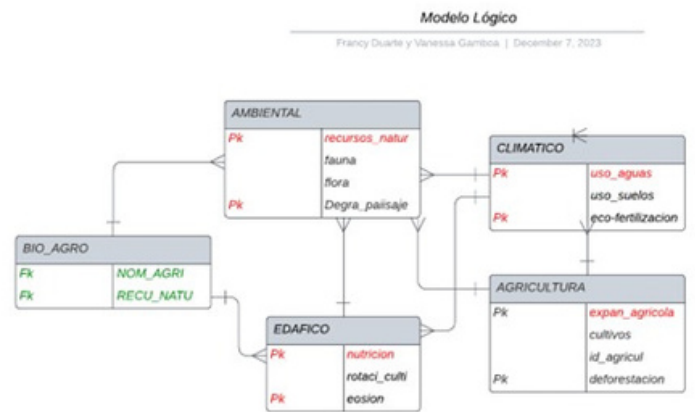 Modelo Lógico
Francy Duarte y Vanessa Gamboa | December 7, 2023
AMBIENTAL
Pk recursos_natur
fauna
flora
Pk Degra_paiisaje
CLIMATICO
Pk uso_aguas
uso_suelos
Pk eco-fertilizacion
BIO_AGRO
Fk NOM_AGRI
Fk RECU_NATU
AGRICULTURA
Pk expan_agricola
cultivos
id_agricul
Pk deforestacion
EDAFICO
Pk nutricion
rotaci_culti
Pk eosion